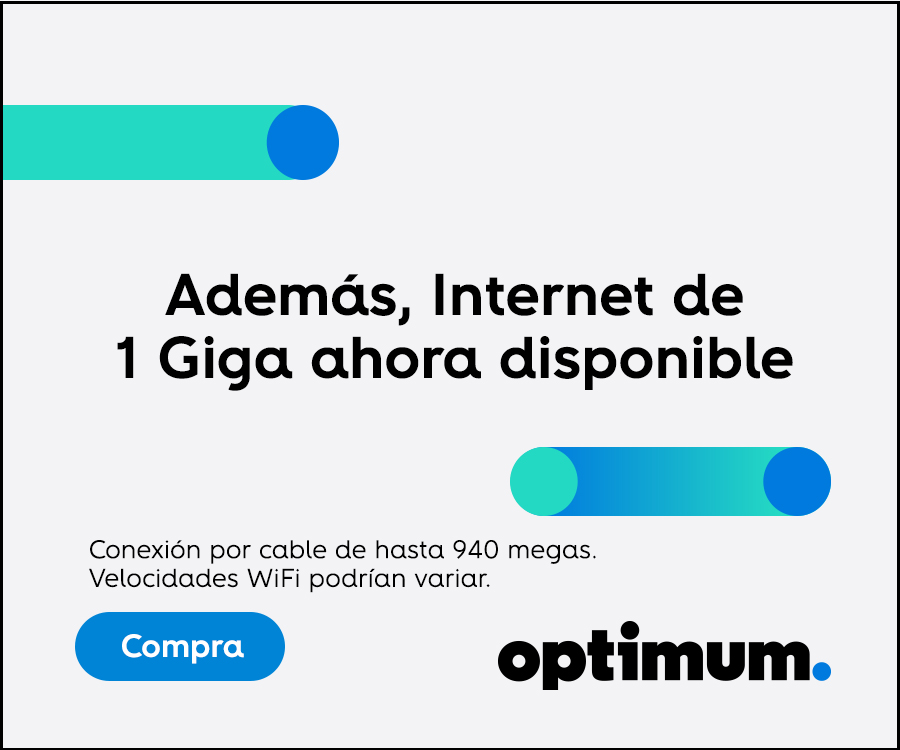 Además, Internet de
1 Giga ahora disponible
Conexión por cable de hasta 940 megas.
Velocidades WiFi podrían variar.
Compra
optimum.